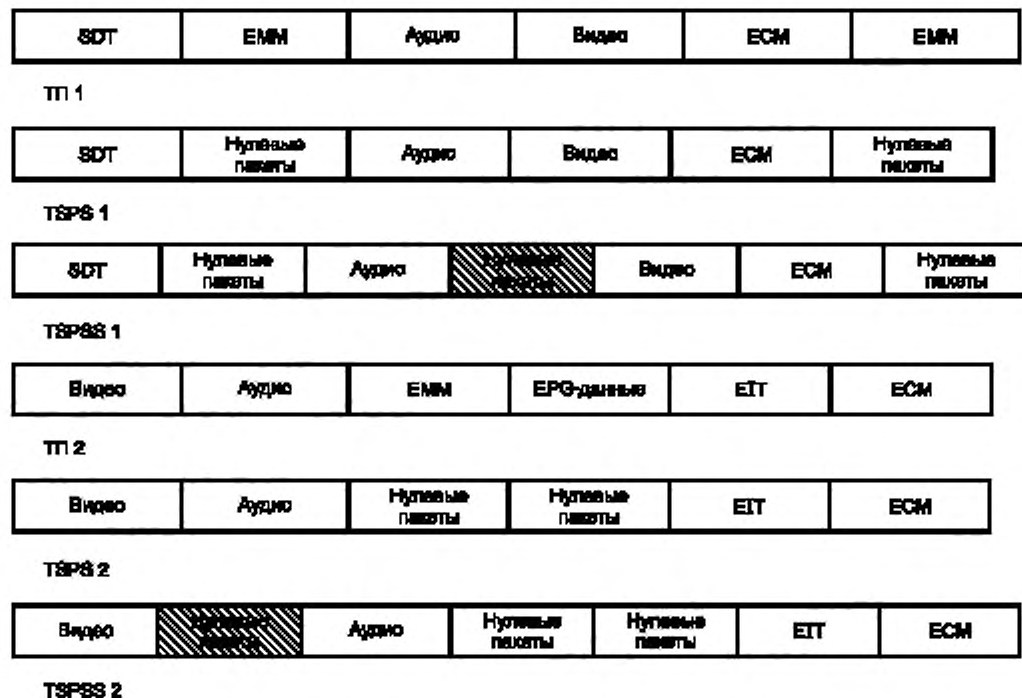 SDT EMM Аудио Видео ECM EMM
ТП 1
SDT Нулевые пакеты Аудио Видео ECM Нулевые пакеты
TSPS 1
SDT Нулевые пакеты Аудио Видео ECM Нулевые пакеты
TSPSS 1
Видео Аудио EMM EPG-данные EIT ECM
ТП 2
Видео Аудио Нулевые пакеты Нулевые пакеты EIT ECM
TSPS 2
Видео Аудио Нулевые пакеты Нулевые пакеты EIT ECM
TSPSS 2